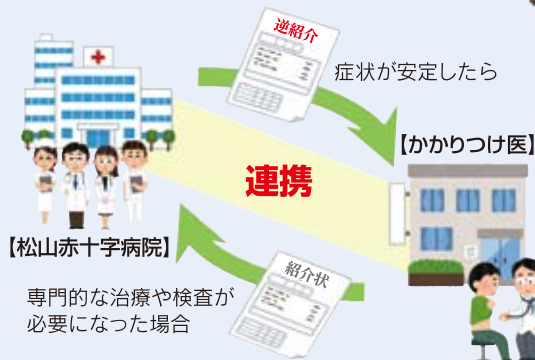 逆紹介
症状が安定したら
【かかりつけ医】
連携
【松山赤十字病院】
紹介状
専門的な治療や検査が
必要になった場合